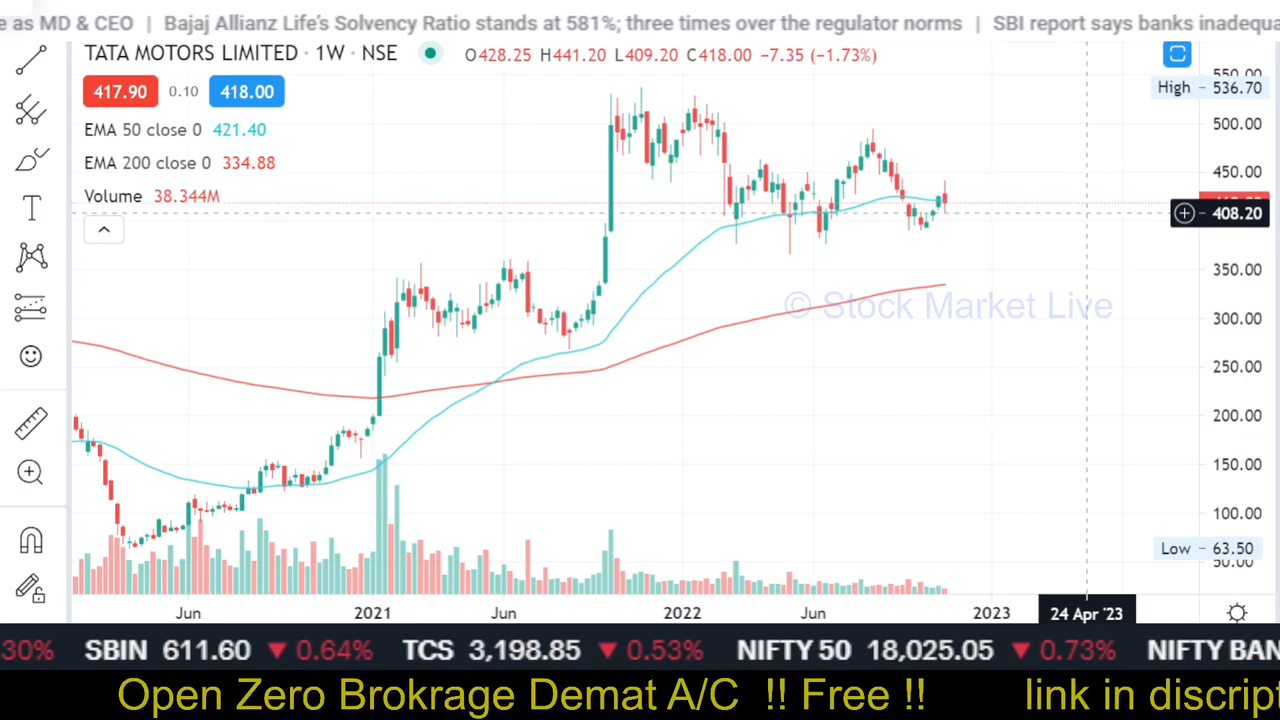 e as MD & CEO | Bajaj Allianz Life's Solvency Ratio stands at 581%; three times over the regulator norms | SBI report says banks inadequa
TATA MOTORS LIMITED · 1W · NSE O428.25 H441.20 L409.20 C418.00 −7.35 (−1.73%)
417.90 0.10 418.00
EMA 50 close 0 421.40
EMA 200 close 0 334.88
Volume 38.344M
550.00
High 536.70
500.00
450.00
408.20
350.00
300.00
250.00
200.00
150.00
100.00
Low 63.50
50.00
© Stock Market Live
Jun 2021 Jun 2022 Jun 2023 24 Apr '23
30% SBIN 611.60 ▼ 0.64% TCS 3,198.85 ▼ 0.53% NIFTY 50 18,025.05 ▼ 0.73% NIFTY BAN
Open Zero Brokrage Demat A/C !! Free !! link in discript